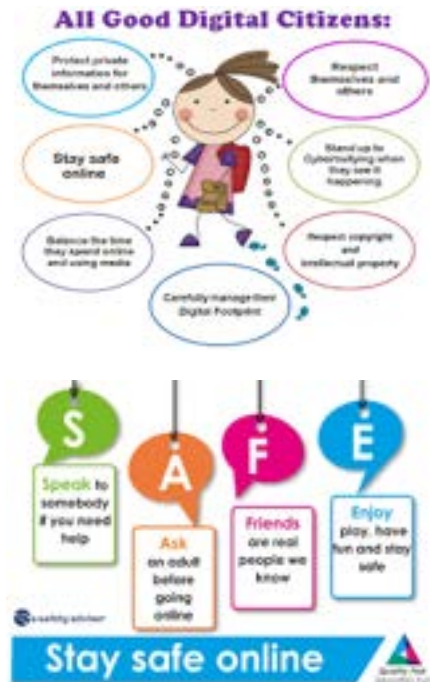 All Good Digital Citizens:
Protect private
information for
themselves and others
Respect
themselves and
others
Stay safe
online
Stand up to
Cyberbullying when
they see it
happening
Balance the time
they spend online
and using media
Respect copyright
and
intellectual property
Carefully manage their
Digital Footprint
S
Speak to
somebody
if you need
help
A
Ask
an adult
before
going
online
F
Friends
are real
people we
know
E
Enjoy
play, have
fun and stay
safe
e-safety adviser
Stay safe online